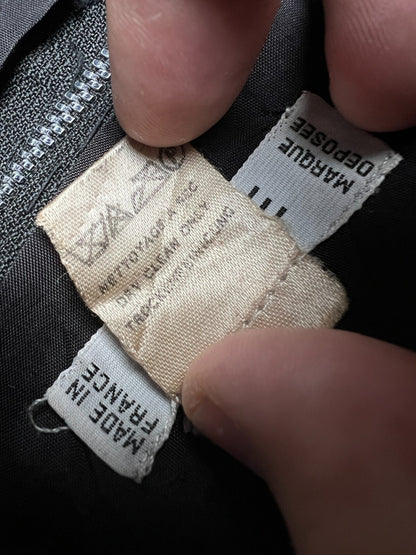 P
NETTOYAGE A SEC
DRY CLEAN ONLY
TROCKENREINIGUNG
MARQUE
DEPOSEE
MADE IN
FRANCE